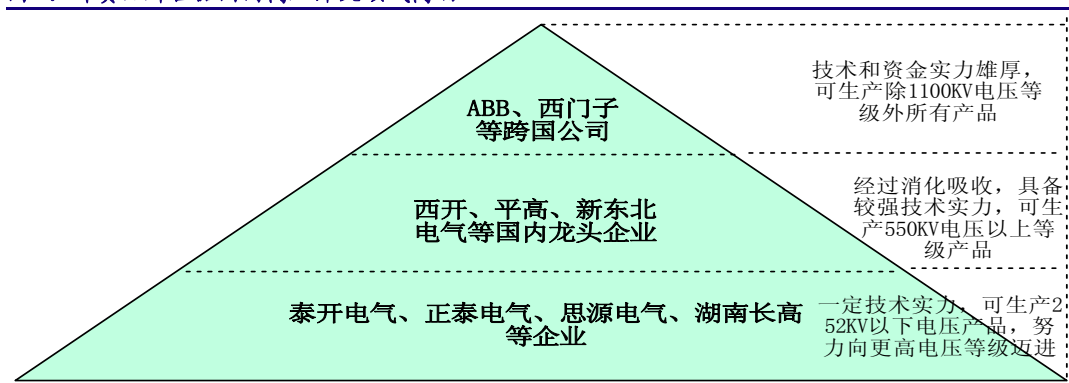 ABB、西门子
等跨国公司
技术和资金实力雄厚，
可生产除1100KV电压等
级外所有产品
西开、平高、新东北
电气等国内龙头企业
经过消化吸收，具备
较强技术实力，可生
产550KV电压以上等
级产品
泰开电气、正泰电气、思源电气、湖南长高
等企业
一定技术实力，可生产2
52KV以下电压产品，努
力向更高电压等级迈进